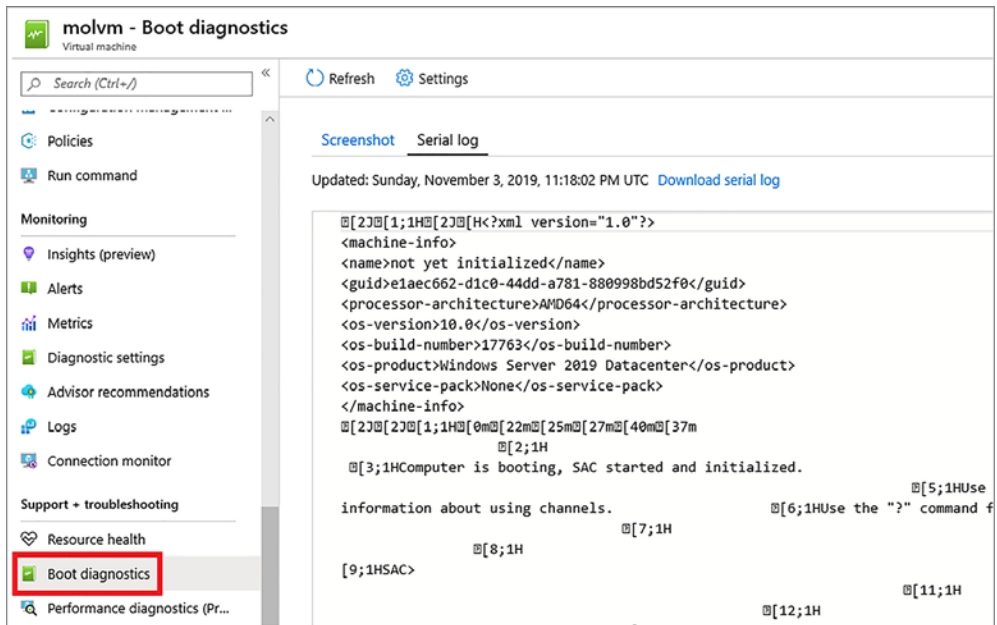 molvm - Boot diagnostics
Virtual machine
Search (Ctrl+/)
«
Policies
Run command
Monitoring
Insights (preview)
Alerts
Metrics
Diagnostic settings
Advisor recommendations
Logs
Connection monitor
Support + troubleshooting
Resource health
Boot diagnostics
Performance diagnostics (Pr...
Refresh Settings
Screenshot Serial log
Updated: Sunday, November 3, 2019, 11:18:02 PM UTC Download serial log
[2J[1;1H[2J[H<?xml version="1.0"?>
<machine-info>
<name>not yet initialized</name>
<guid>e1aec662-d1c0-44dd-a781-880998bd52f0</guid>
<processor-architecture>AMD64</processor-architecture>
<os-version>10.0</os-version>
<os-build-number>17763</os-build-number>
<os-product>Windows Server 2019 Datacenter</os-product>
<os-service-pack>None</os-service-pack>
</machine-info>
[2J[2J[1;1H[0m[22m[25m[27m[40m[37m
[2;1H
[3;1HComputer is booting, SAC started and initialized.
[5;1HUse
information about using channels. [6;1HUse the "?" command f
[7;1H
[8;1H
[9;1HSAC>
[11;1H
[12;1H